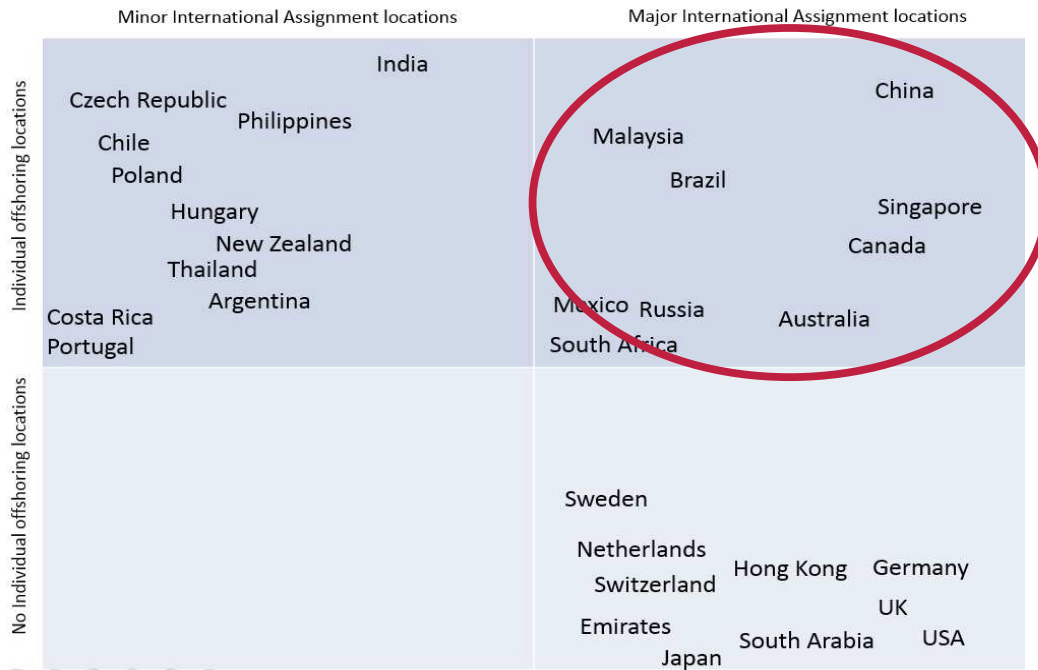 Minor International Assignment locations
Major International Assignment locations
Individual offshoring locations
India
Czech Republic
Philippines
Chile
Poland
Hungary
New Zealand
Thailand
Argentina
Costa Rica
Portugal
China
Malaysia
Brazil
Singapore
Canada
Mexico
Russia
Australia
South Africa
No Individual offshoring locations
Sweden
Netherlands
Hong Kong
Germany
Switzerland
UK
Emirates
South Arabia
USA
Japan